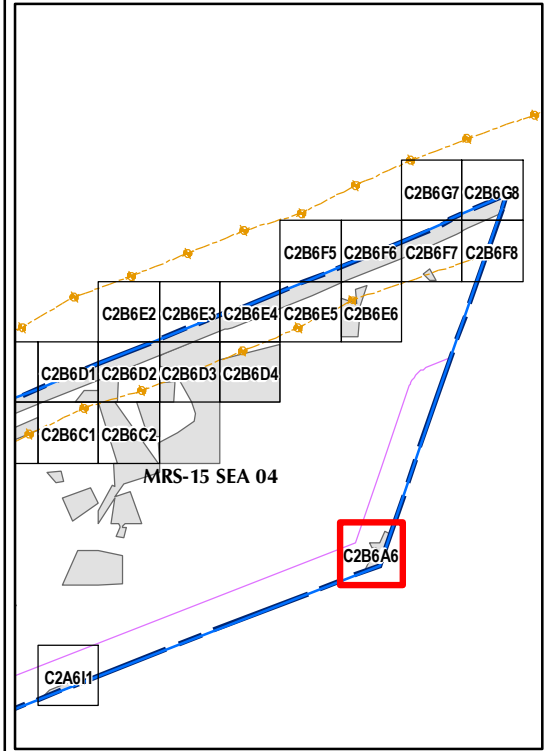 C2B6G7 C2B6G8
C2B6F5 C2B6F6 C2B6F7 C2B6F8
C2B6E2 C2B6E3 C2B6E4 C2B6E5 C2B6E6
C2B6D1 C2B6D2 C2B6D3 C2B6D4
C2B6C1 C2B6C2
MRS-15 SEA 04
C2B6A6
C2A6I1